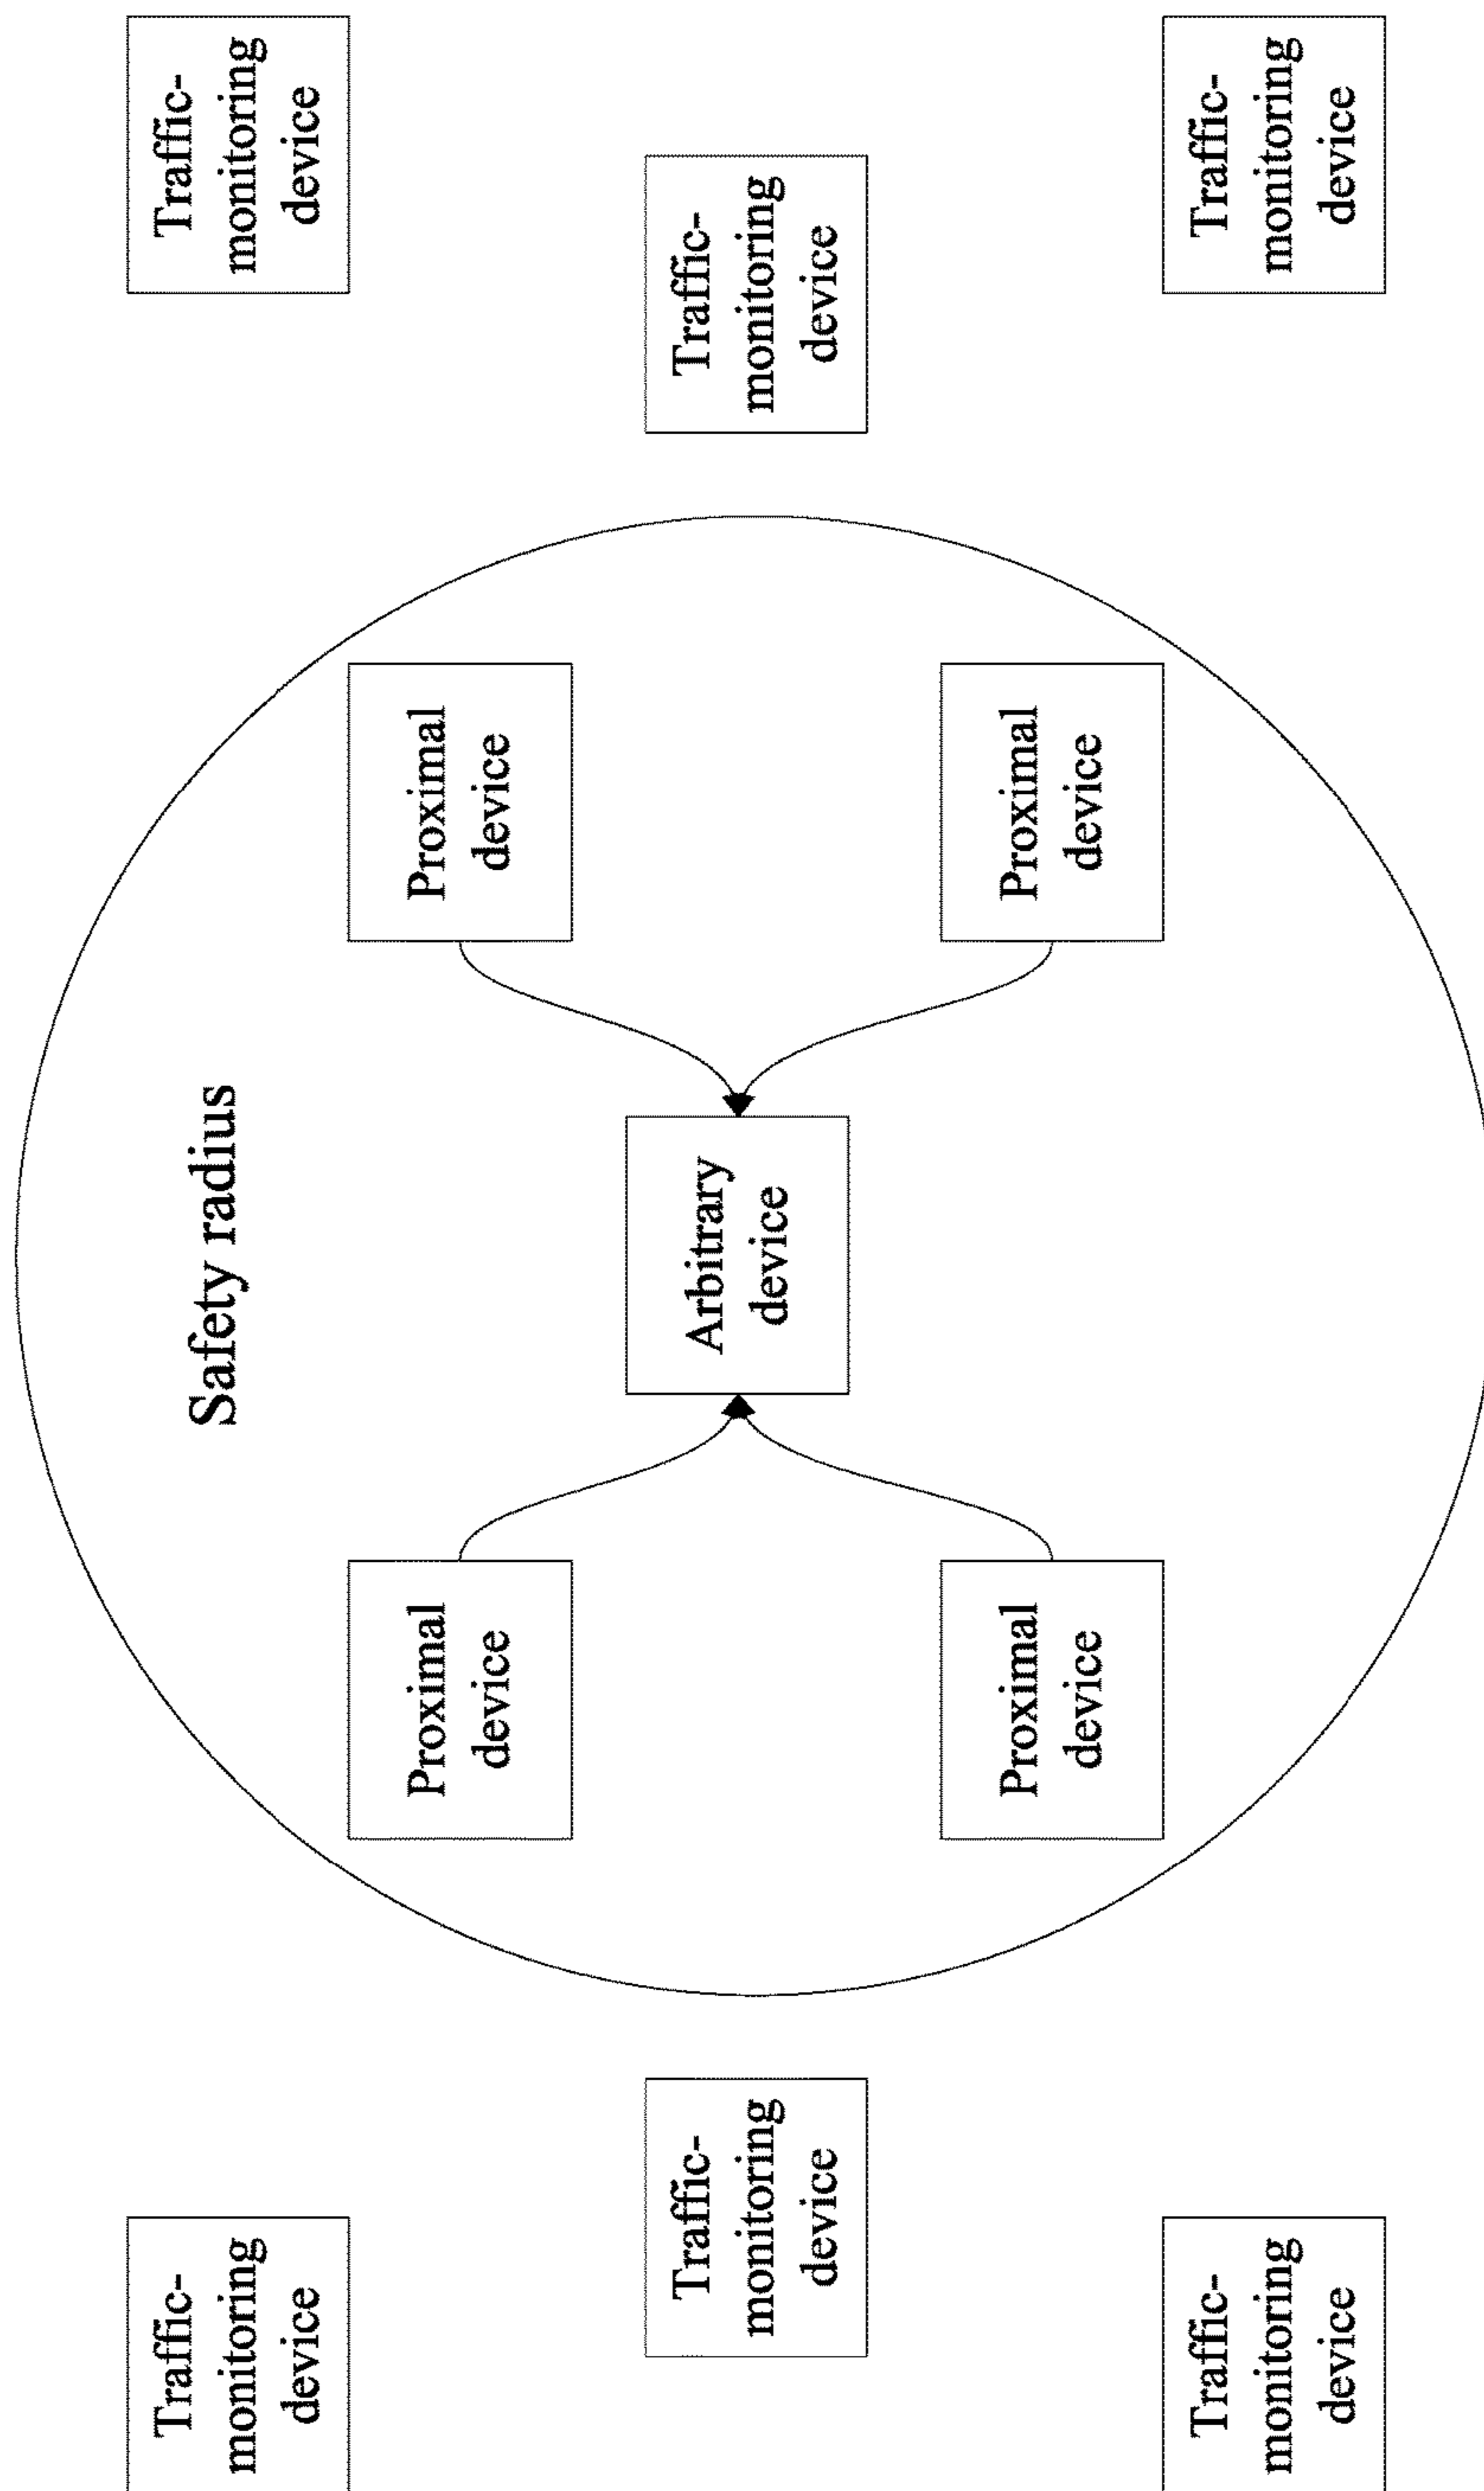 Traffic-
monitoring
device
Safety radius
Traffic-
monitoring
device
Proximal
device
Proximal
device
Traffic-
monitoring
device
Arbitrary
device
Traffic-
monitoring
device
Proximal
device
Proximal
device
Traffic-
monitoring
device
Traffic-
monitoring
device